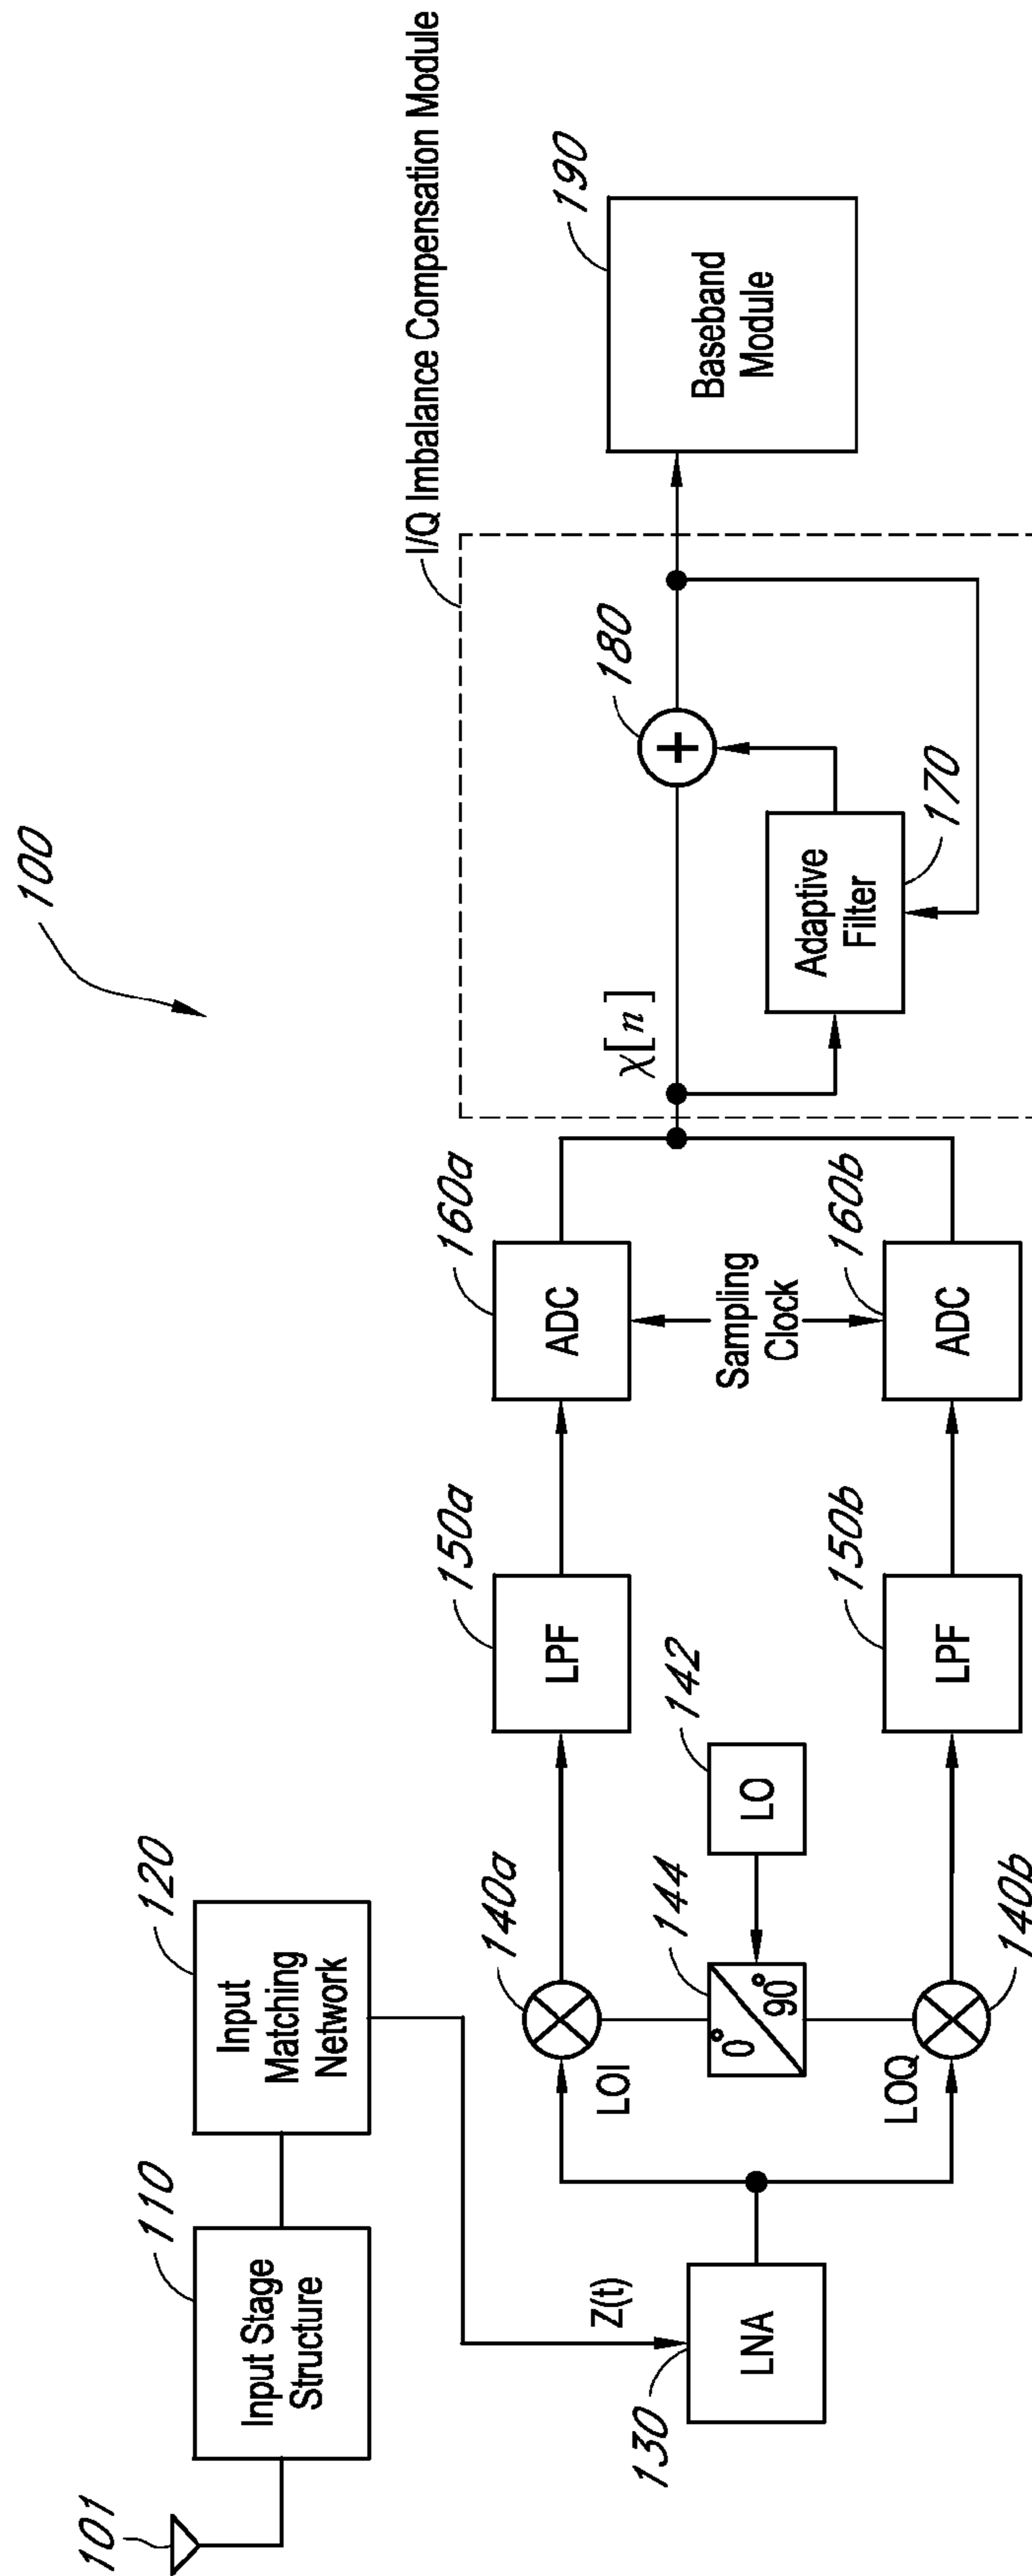 100
101
110
Input Stage
Structure
120
Input
Matching
Network
Z(t)
130
LNA
LOI
140a
0°
90°
144
LO
142
LOQ
140b
LPF
150a
LPF
150b
ADC
160a
Sampling
Clock
ADC
160b
I/Q Imbalance Compensation Module
χ[n]
180
+
Adaptive
Filter
170
190
Baseband
Module